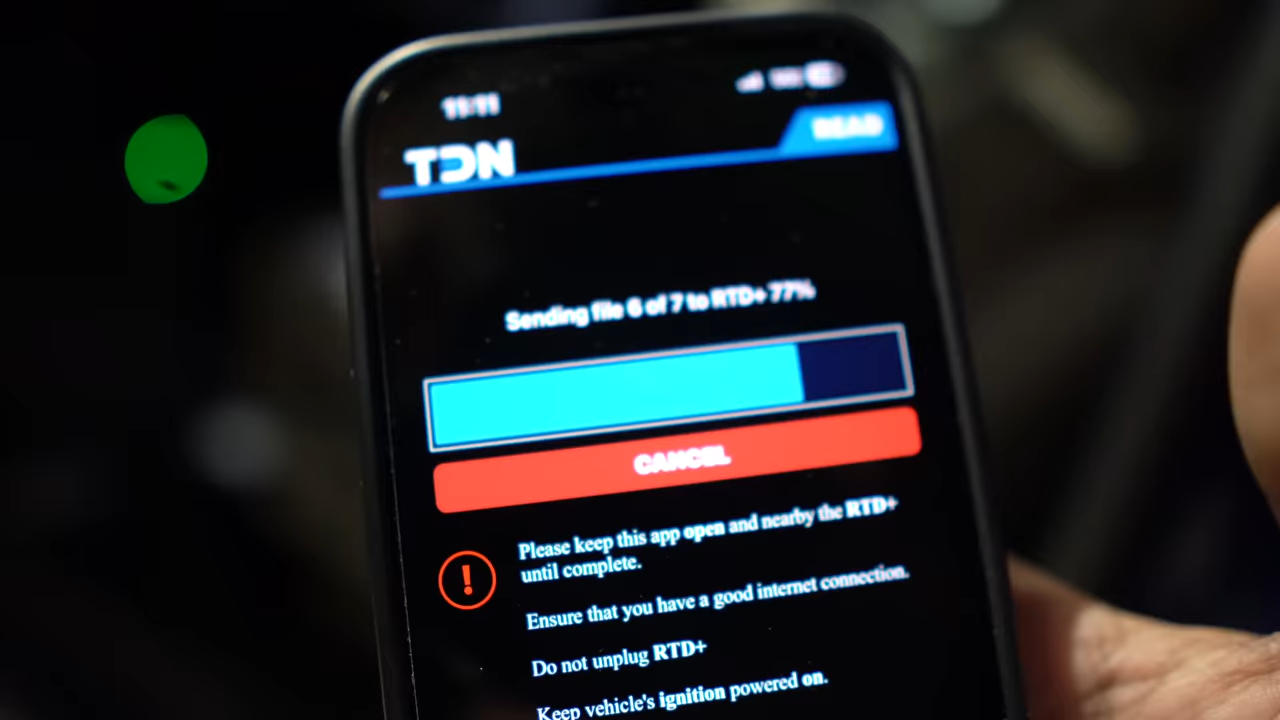 11:11
TDN
READ
Sending file 6 of 7 to RTD+ 77%
CANCEL
!
Please keep this app open and nearby the RTD+
until complete.
Ensure that you have a good internet connection.
Do not unplug RTD+
Keep vehicle's ignition powered on.